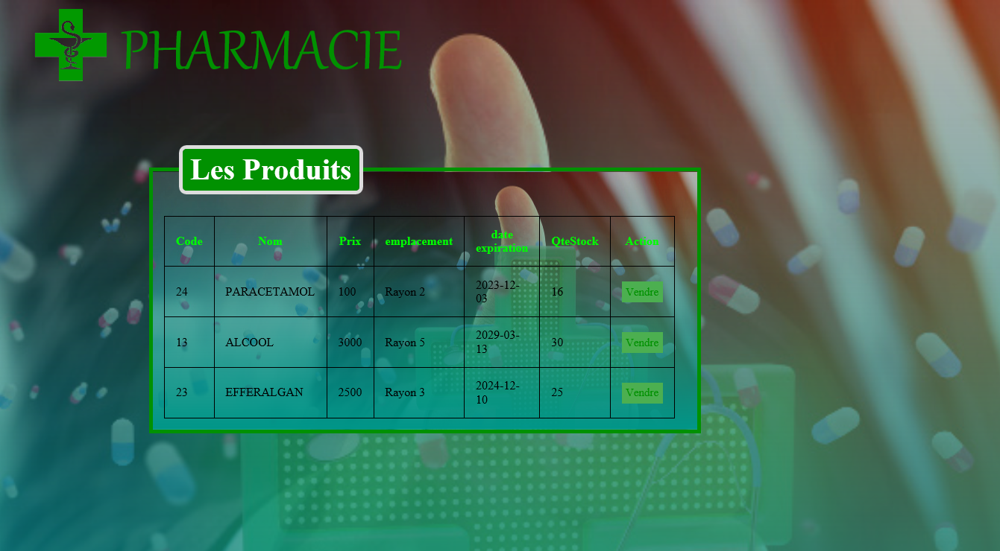 PHARMACIE
Les Produits
Code Nom Prix emplacement date expiration QteStock Action
24 PARACETAMOL 100 Rayon 2 2023-12-03 16 Vendre
13 ALCOOL 3000 Rayon 5 2029-03-13 30 Vendre
23 EFFERALGAN 2500 Rayon 3 2024-12-10 25 Vendre